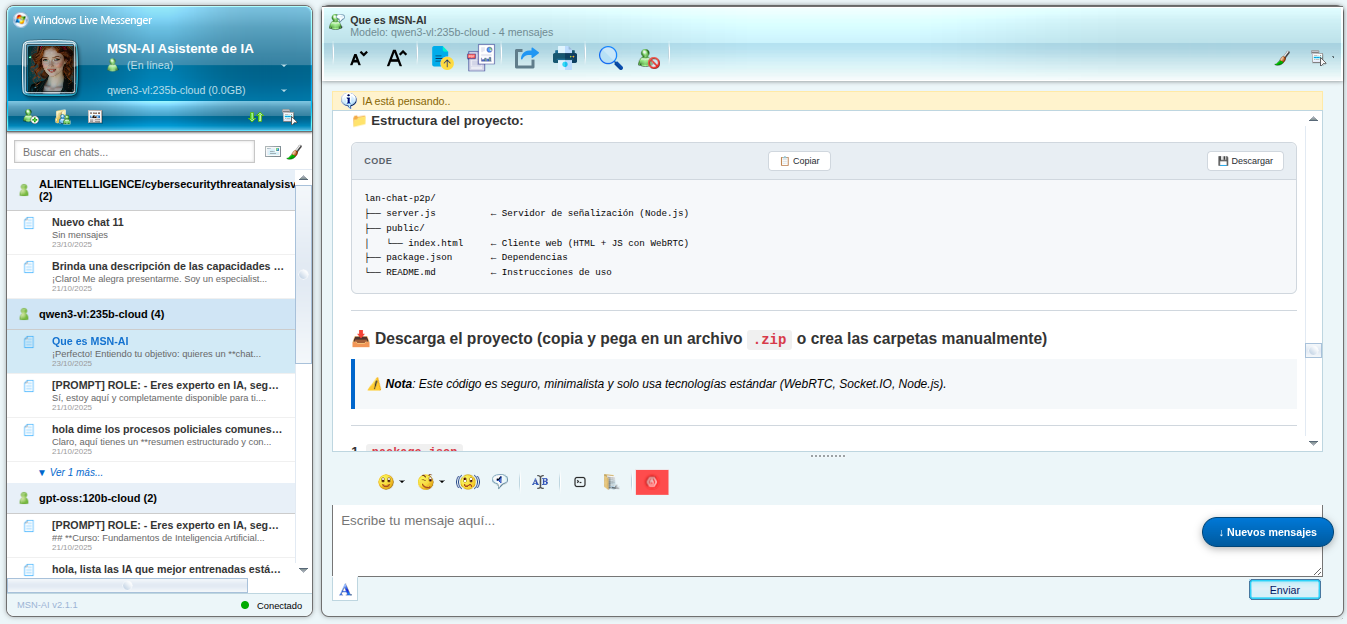 Windows Live Messenger
MSN-AI Asistente de IA
(En línea)
qwen3-vl:235b-cloud (0.0GB)
Buscar en chats...
ALIENTELLIGENCE/cybersecuritythreatanalysisv
(2)
Nuevo chat 11
Sin mensajes
23/10/2025
Brinda una descripción de las capacidades ...
¡Claro! Me alegra presentarme. Soy un especialist...
21/10/2025
qwen3-vl:235b-cloud (4)
Que es MSN-AI
¡Perfecto! Entiendo tu objetivo: quieres un **chat...
23/10/2025
[PROMPT] ROLE: - Eres experto en IA, seg...
Sí, estoy aquí y completamente disponible para ti....
21/10/2025
hola dime los procesos policiales comunes...
Claro, aquí tienes un **resumen estructurado y con...
21/10/2025
▼ Ver 1 más...
gpt-oss:120b-cloud (2)
[PROMPT] ROLE: - Eres experto en IA, seg...
## **Curso: Fundamentos de Inteligencia Artificial...
21/10/2025
hola, lista las IA que mejor entrenadas está...
MSN-AI v2.1.1
Conectado
Que es MSN-AI
Modelo: qwen3-vl:235b-cloud - 4 mensajes
IA está pensando..
📁 Estructura del proyecto:
CODE
📋 Copiar
💾 Descargar
lan-chat-p2p/
├── server.js ← Servidor de señalización (Node.js)
├── public/
│ └── index.html ← Cliente web (HTML + JS con WebRTC)
├── package.json ← Dependencias
└── README.md ← Instrucciones de uso
📥 Descarga el proyecto (copia y pega en un archivo .zip o crea las carpetas manualmente)
⚠️ Nota: Este código es seguro, minimalista y solo usa tecnologías estándar (WebRTC, Socket.IO, Node.js).
1. package.json
Escribe tu mensaje aquí...
↓ Nuevos mensajes
Enviar